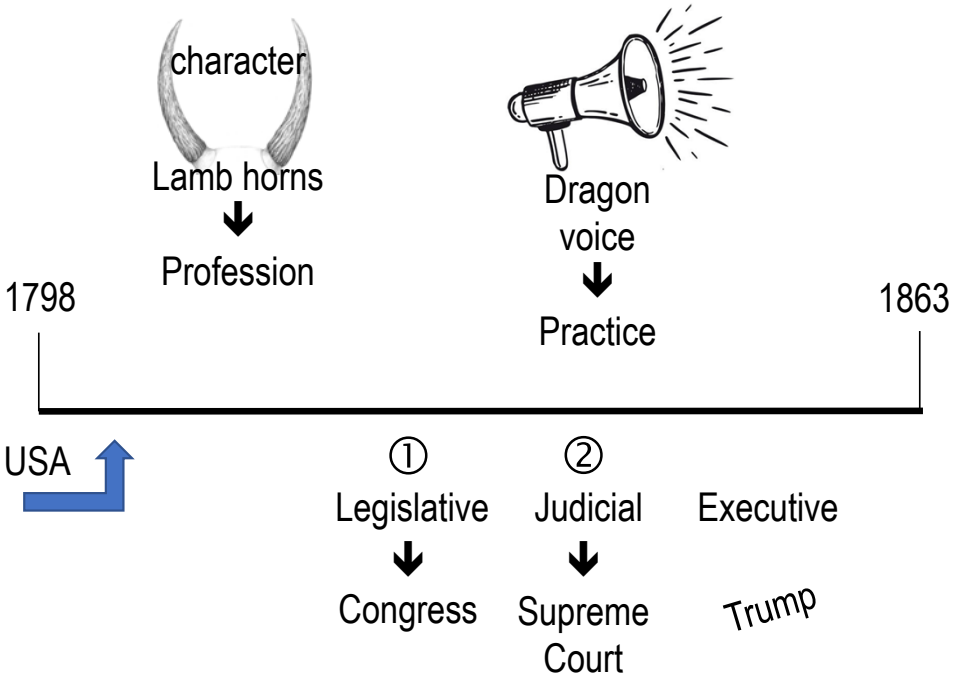 character
Lamb horns
Profession
Dragon
voice
Practice
1798
1863
USA
①
②
Legislative
Judicial
Executive
Congress
Supreme
Court
Trump